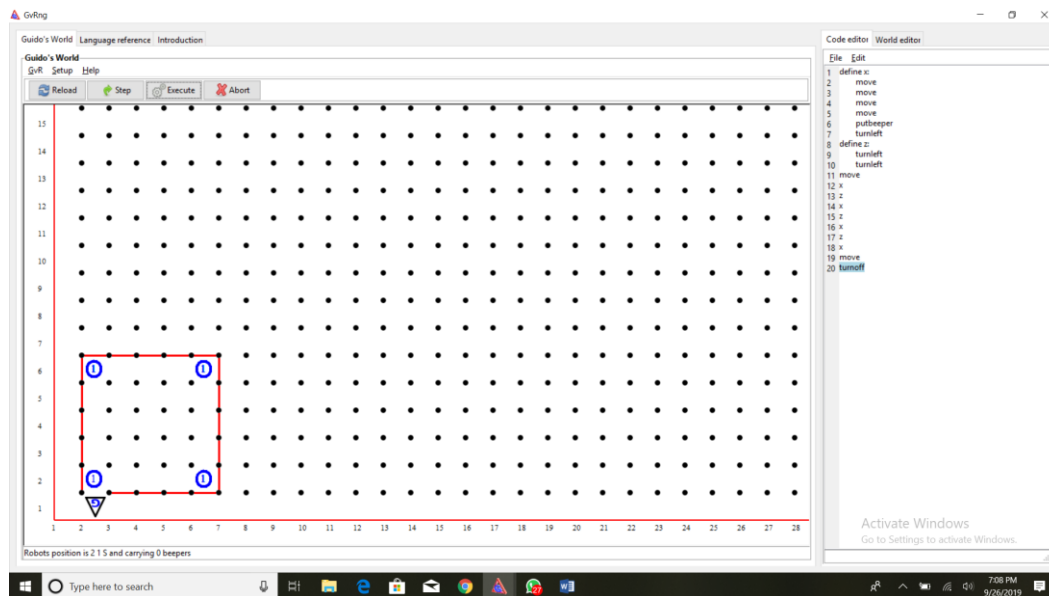 GvRng
Guido's World Language reference Introduction
Guido's World
GvR Setup Help
Reload Step Execute Abort
15
14
13
12
11
10
9
8
7
6
5
4
3
2
1
1 1
1 1
1 2 3 4 5 6 7 8 9 10 11 12 13 14 15 16 17 18 19 20 21 22 23 24 25 26 27 28
Robots position is 2 1 S and carrying 0 beepers
Code editor World editor
File Edit
1 define x:
2 move
3 move
4 move
5 move
6 putbeeper
7 turnleft
8 define z:
9 turnleft
10 turnleft
11 move
12 x
13 z
14 x
15 z
16 x
17 z
18 x
19 move
20 turnoff
Activate Windows
Go to Settings to activate Windows.
Type here to search
27
7:08 PM
9/26/2019